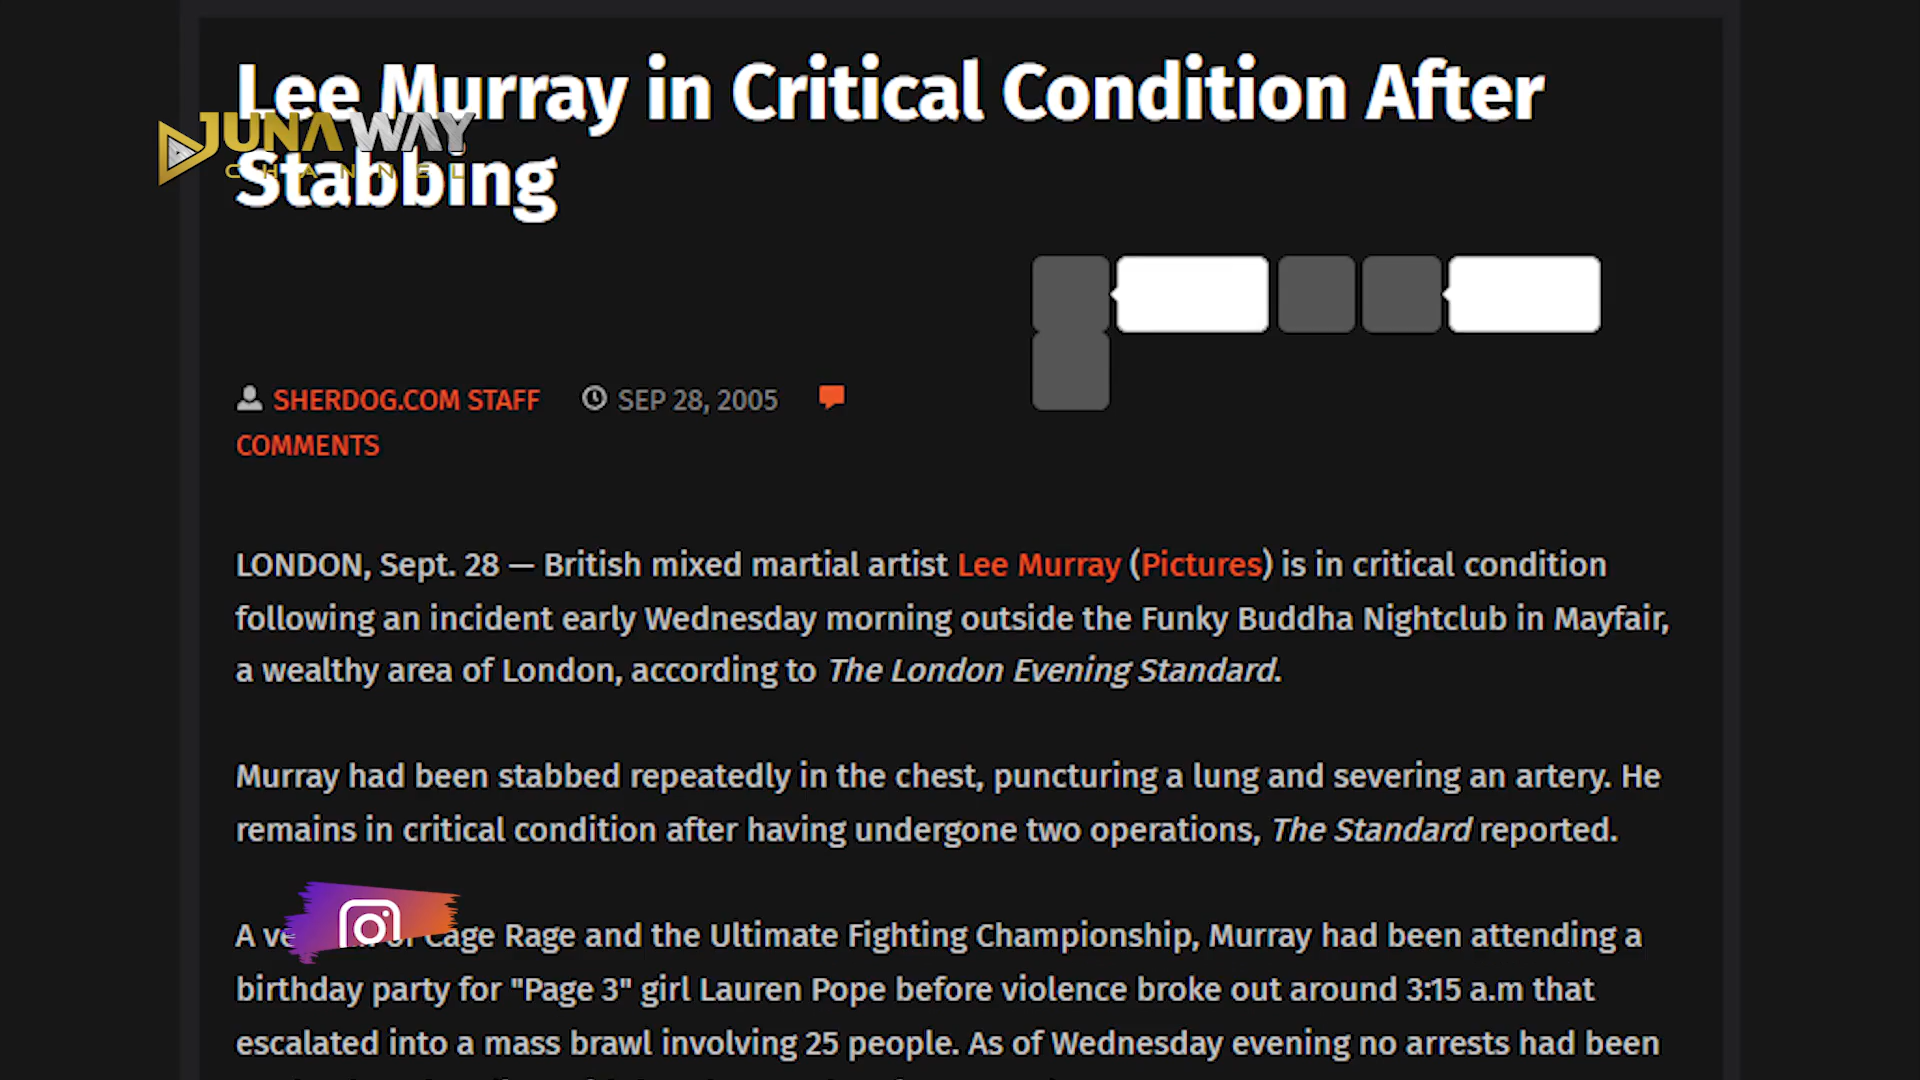 Lee Murray in Critical Condition After
Stabbing
JUNAWAY
CHANNEL
SHERDOG.COM STAFF SEP 28, 2005
COMMENTS
LONDON, Sept. 28 — British mixed martial artist Lee Murray (Pictures) is in critical condition
following an incident early Wednesday morning outside the Funky Buddha Nightclub in Mayfair,
a wealthy area of London, according to The London Evening Standard.
Murray had been stabbed repeatedly in the chest, puncturing a lung and severing an artery. He
remains in critical condition after having undergone two operations, The Standard reported.
A of Cage Rage and the Ultimate Fighting Championship, Murray had been attending a
birthday party for "Page 3" girl Lauren Pope before violence broke out around 3:15 a.m that
escalated into a mass brawl involving 25 people. As of Wednesday evening no arrests had been